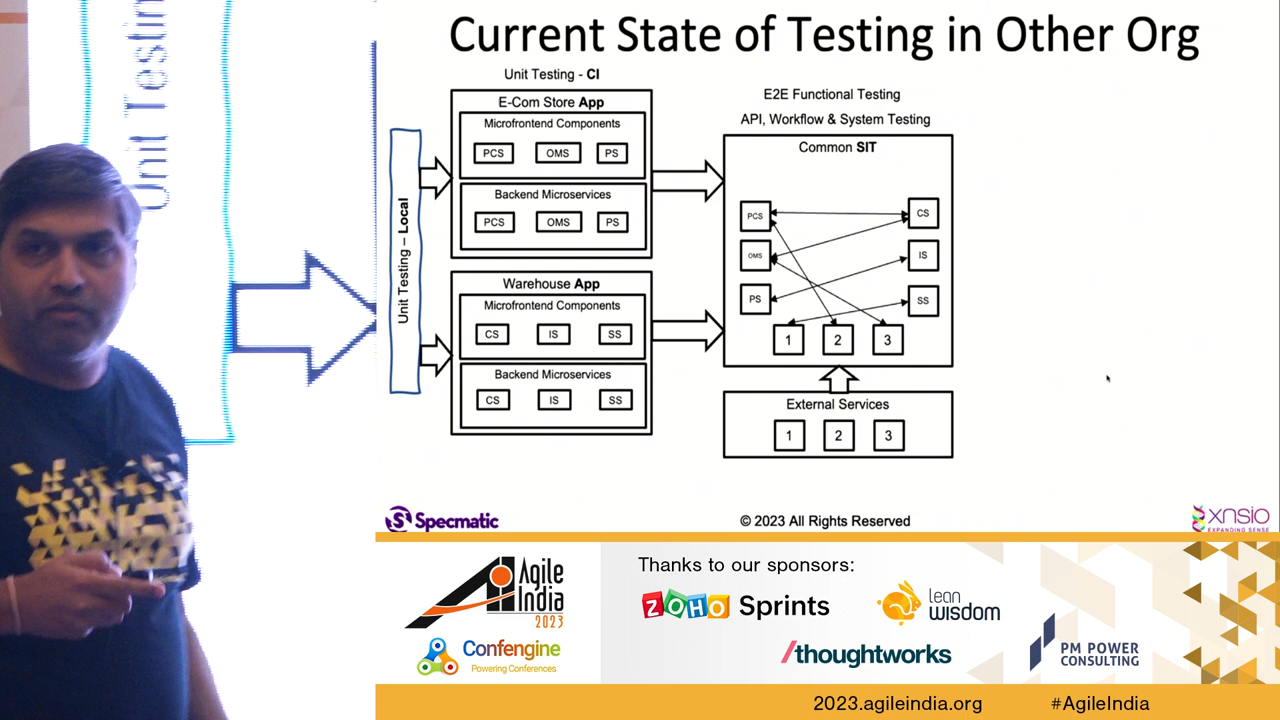 Unit Testin
Current State of Testing in Other Org
Unit Testing - CI
E-Com Store App
Microfrontend Components
PCS OMS PS
Backend Microservices
PCS OMS PS
Unit Testing – Local
Warehouse App
Microfrontend Components
CS IS SS
Backend Microservices
CS IS SS
E2E Functional Testing
API, Workflow & System Testing
Common SIT
PCS CS
OMS IS
PS SS
1 2 3
External Services
1 2 3
Specmatic
© 2023 All Rights Reserved
xnsio
EXPANDING SENSE
Agile
India
2023
Confengine
Powering Conferences
Thanks to our sponsors:
ZOHO Sprints
lean
wisdom
/thoughtworks
PM POWER
CONSULTING
2023.agileindia.org #AgileIndia